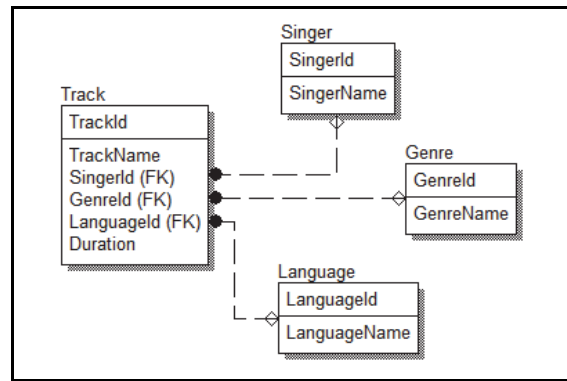 Singer
SingerId
SingerName
Track
TrackId
TrackName
SingerId (FK)
GenreId (FK)
LanguageId (FK)
Duration
Genre
GenreId
GenreName
Language
LanguageId
LanguageName